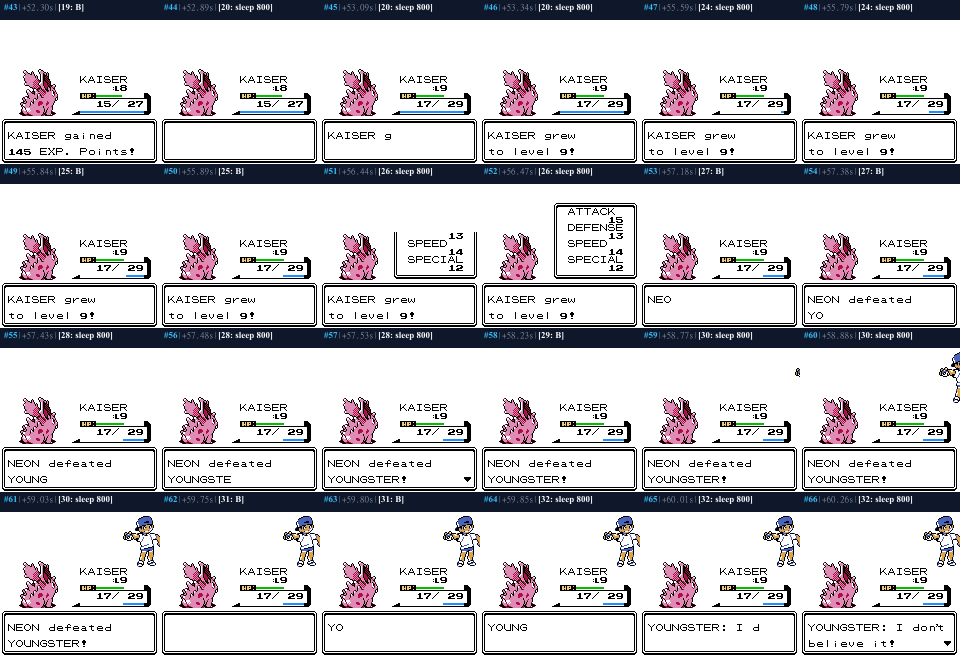 #43|+52.30s|[19: B]
KAISER
:L8
HP:
15/ 27
KAISER gained
145 EXP. Points!
#44|+52.89s|[20: sleep 800]
KAISER
:L8
HP:
15/ 27
#45|+53.09s|[20: sleep 800]
KAISER
:L9
HP:
17/ 29
KAISER g
#46|+53.34s|[20: sleep 800]
KAISER
:L9
HP:
17/ 29
KAISER grew
to level 9!
#47|+55.59s|[24: sleep 800]
KAISER
:L9
HP:
17/ 29
KAISER grew
to level 9!
#48|+55.79s|[24: sleep 800]
KAISER
:L9
HP:
17/ 29
KAISER grew
to level 9!
#49|+55.84s|[25: B]
KAISER
:L9
HP:
17/ 29
KAISER grew
to level 9!
#50|+55.89s|[25: B]
KAISER
:L9
HP:
17/ 29
KAISER grew
to level 9!
#51|+56.44s|[26: sleep 800]
13
SPEED
14
SPECIAL
12
KAISER grew
to level 9!
#52|+56.47s|[26: sleep 800]
ATTACK
15
DEFENSE
13
SPEED
14
SPECIAL
12
KAISER grew
to level 9!
#53|+57.18s|[27: B]
KAISER
:L9
HP:
17/ 29
NEO
#54|+57.38s|[27: B]
KAISER
:L9
HP:
17/ 29
NEON defeated
YO
#55|+57.43s|[28: sleep 800]
KAISER
:L9
HP:
17/ 29
NEON defeated
YOUNG
#56|+57.48s|[28: sleep 800]
KAISER
:L9
HP:
17/ 29
NEON defeated
YOUNGSTE
#57|+57.53s|[28: sleep 800]
KAISER
:L9
HP:
17/ 29
NEON defeated
YOUNGSTER!
#58|+58.23s|[29: B]
KAISER
:L9
HP:
17/ 29
NEON defeated
YOUNGSTER!
#59|+58.77s|[30: sleep 800]
KAISER
:L9
HP:
17/ 29
NEON defeated
YOUNGSTER!
#60|+58.88s|[30: sleep 800]
KAISER
:L9
HP:
17/ 29
NEON defeated
YOUNGSTER!
#61|+59.03s|[30: sleep 800]
KAISER
:L9
HP:
17/ 29
NEON defeated
YOUNGSTER!
#62|+59.75s|[31: B]
KAISER
:L9
HP:
17/ 29
#63|+59.80s|[31: B]
KAISER
:L9
HP:
17/ 29
YO
#64|+59.85s|[32: sleep 800]
KAISER
:L9
HP:
17/ 29
YOUNG
#65|+60.01s|[32: sleep 800]
KAISER
:L9
HP:
17/ 29
YOUNGSTER: I d
#66|+60.26s|[32: sleep 800]
KAISER
:L9
HP:
17/ 29
YOUNGSTER: I don't
believe it!